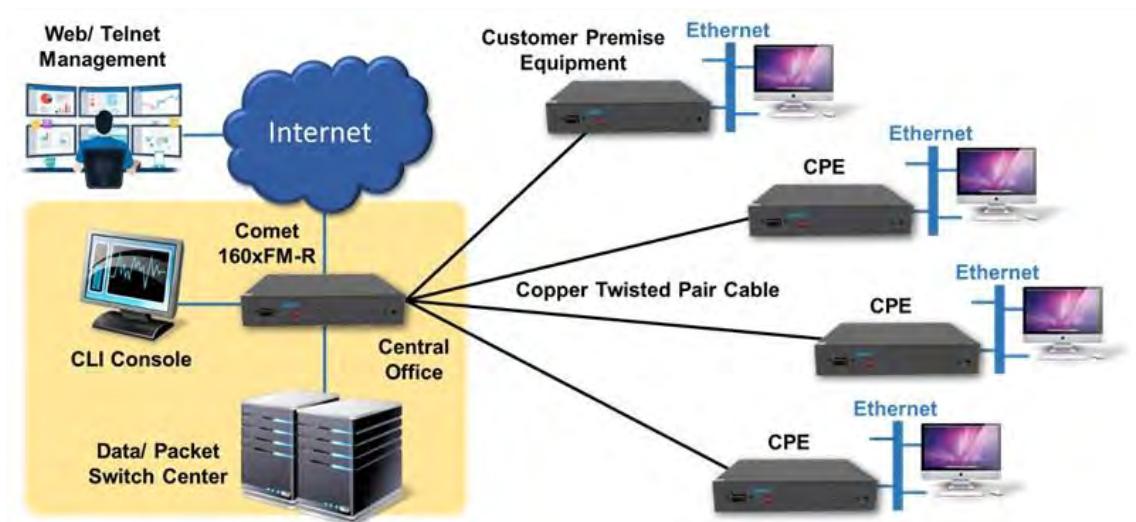 Web/ Telnet
Management
Internet
Customer Premise
Equipment
Ethernet
Ethernet
CPE
Comet
160xFM-R
Copper Twisted Pair Cable
Ethernet
CPE
CLI Console
Central
Office
Ethernet
CPE
Data/ Packet
Switch Center